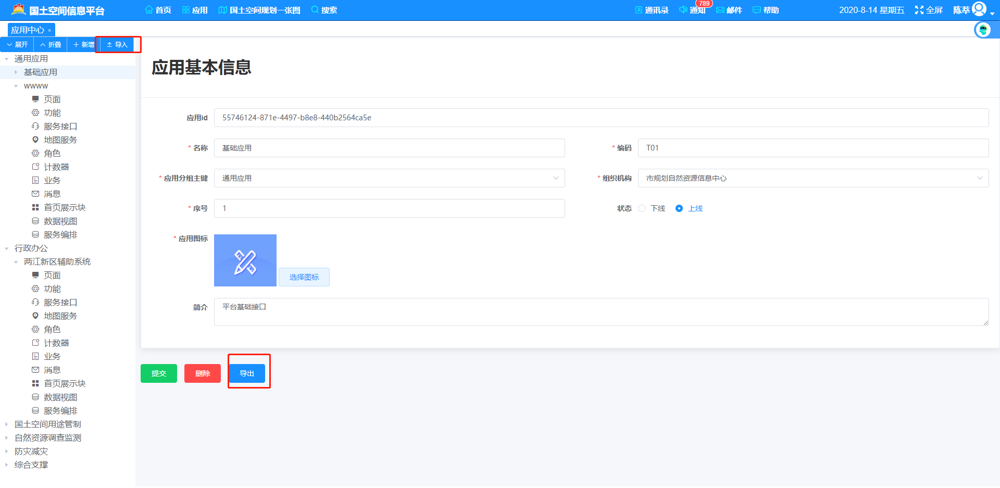 国土空间信息平台 首页 应用 国土空间规划一张图 搜索 通讯录 通知 789 邮件 帮助 2020-8-14 星期五 全屏 陈萃
应用中心 ×
展开 折叠 新增 导入
通用应用
基础应用
wwww
页面
功能
服务接口
地图服务
角色
计数器
业务
消息
首页展示块
数据视图
服务编排
行政办公
两江新区辅助系统
页面
功能
服务接口
地图服务
角色
计数器
业务
消息
首页展示块
数据视图
服务编排
国土空间用途管制
自然资源调查监测
防灾减灾
综合支撑
应用基本信息
应用id 55746124-871e-4497-b8e8-440b2564ca5e
* 名称 基础应用 * 编码 T01
* 应用分组主键 通用应用 * 组织机构 市规划自然资源信息中心
* 序号 1 状态 下线 上线
* 应用图标 选择图标
简介 平台基础接口
提交 删除 导出